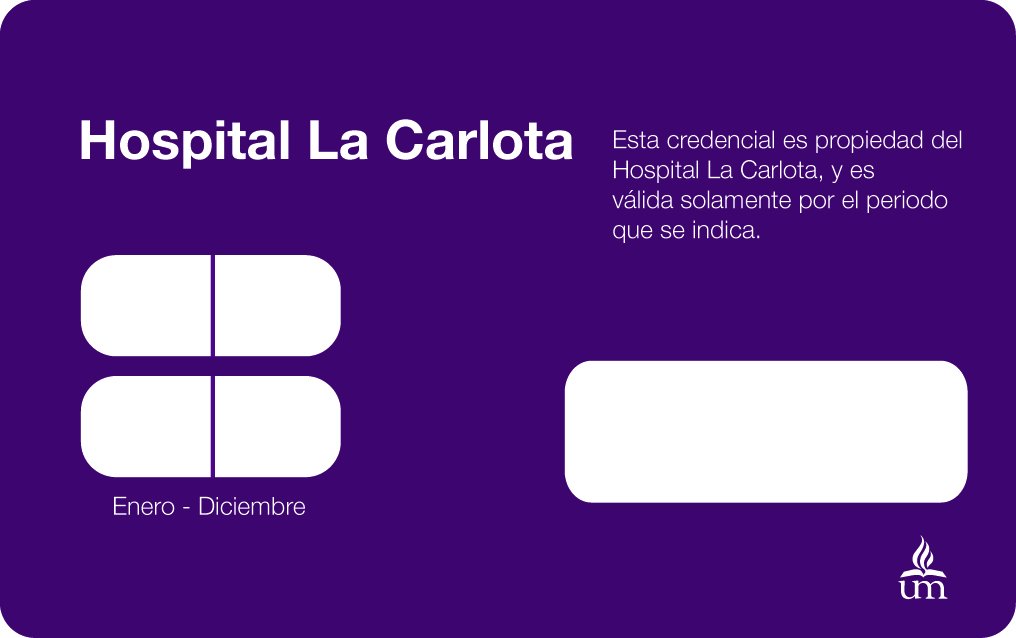 Hospital La Carlota
Esta credencial es propiedad del
Hospital La Carlota, y es
válida solamente por el periodo
que se indica.
Enero - Diciembre
um